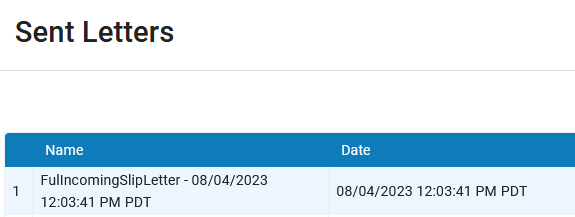 Sent Letters
Name Date
1 FulIncomingSlipLetter - 08/04/2023 12:03:41 PM PDT 08/04/2023 12:03:41 PM PDT